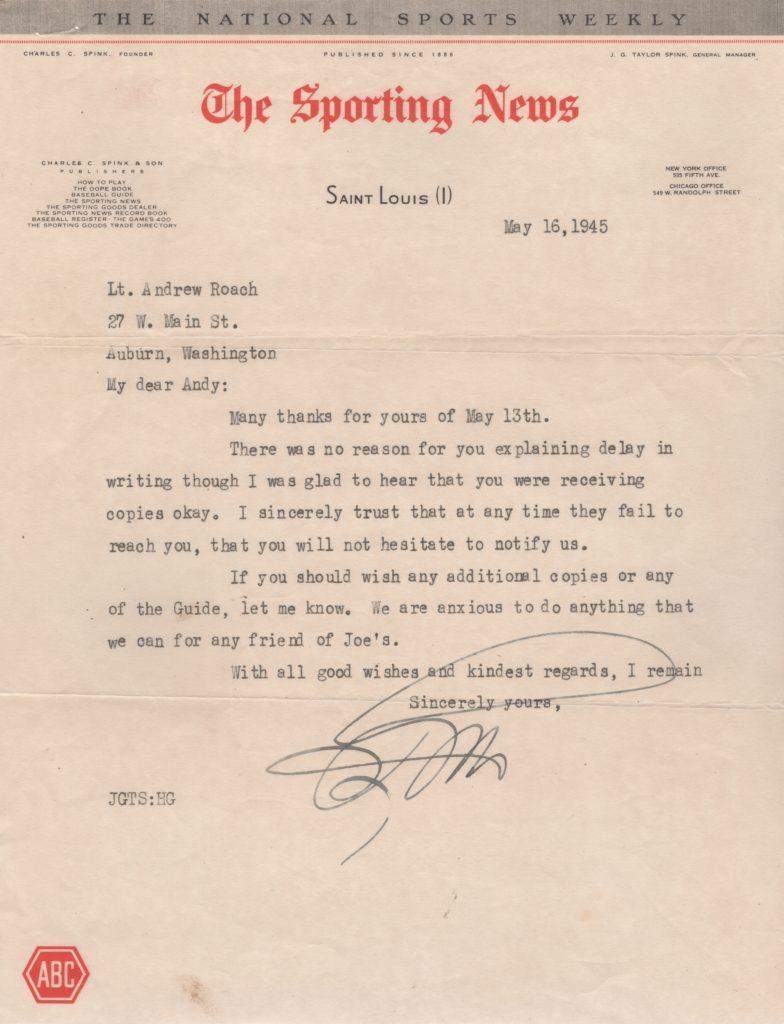 THE NATIONAL SPORTS WEEKLY
CHARLES C. SPINK, FOUNDER
PUBLISHED SINCE 1886
J. G. TAYLOR SPINK, GENERAL MANAGER
The Sporting News
CHARLES C. SPINK & SON
PUBLISHERS
HOW TO PLAY
THE DOPE BOOK
BASEBALL GUIDE
THE SPORTING NEWS
THE SPORTING GOODS DEALER
THE SPORTING NEWS RECORD BOOK
BASEBALL REGISTER · THE GAME'S 400
THE SPORTING GOODS TRADE DIRECTORY
SAINT LOUIS (1)
NEW YORK OFFICE
535 FIFTH AVE.
CHICAGO OFFICE
549 W. RANDOLPH STREET
May 16,1945
Lt. Andrew Roach
27 W. Main St.
Auburn, Washington
My dear Andy:
Many thanks for yours of May 13th.
There was no reason for you explaining delay in
writing though I was glad to hear that you were receiving
copies okay. I sincerely trust that at any time they fail to
reach you, that you will not hesitate to notify us.
If you should wish any additional copies or any
of the Guide, let me know. We are anxious to do anything that
we can for any friend of Joe's.
With all good wishes and kindest regards, I remain
Sincerely yours,
JGTS:HG
ABC